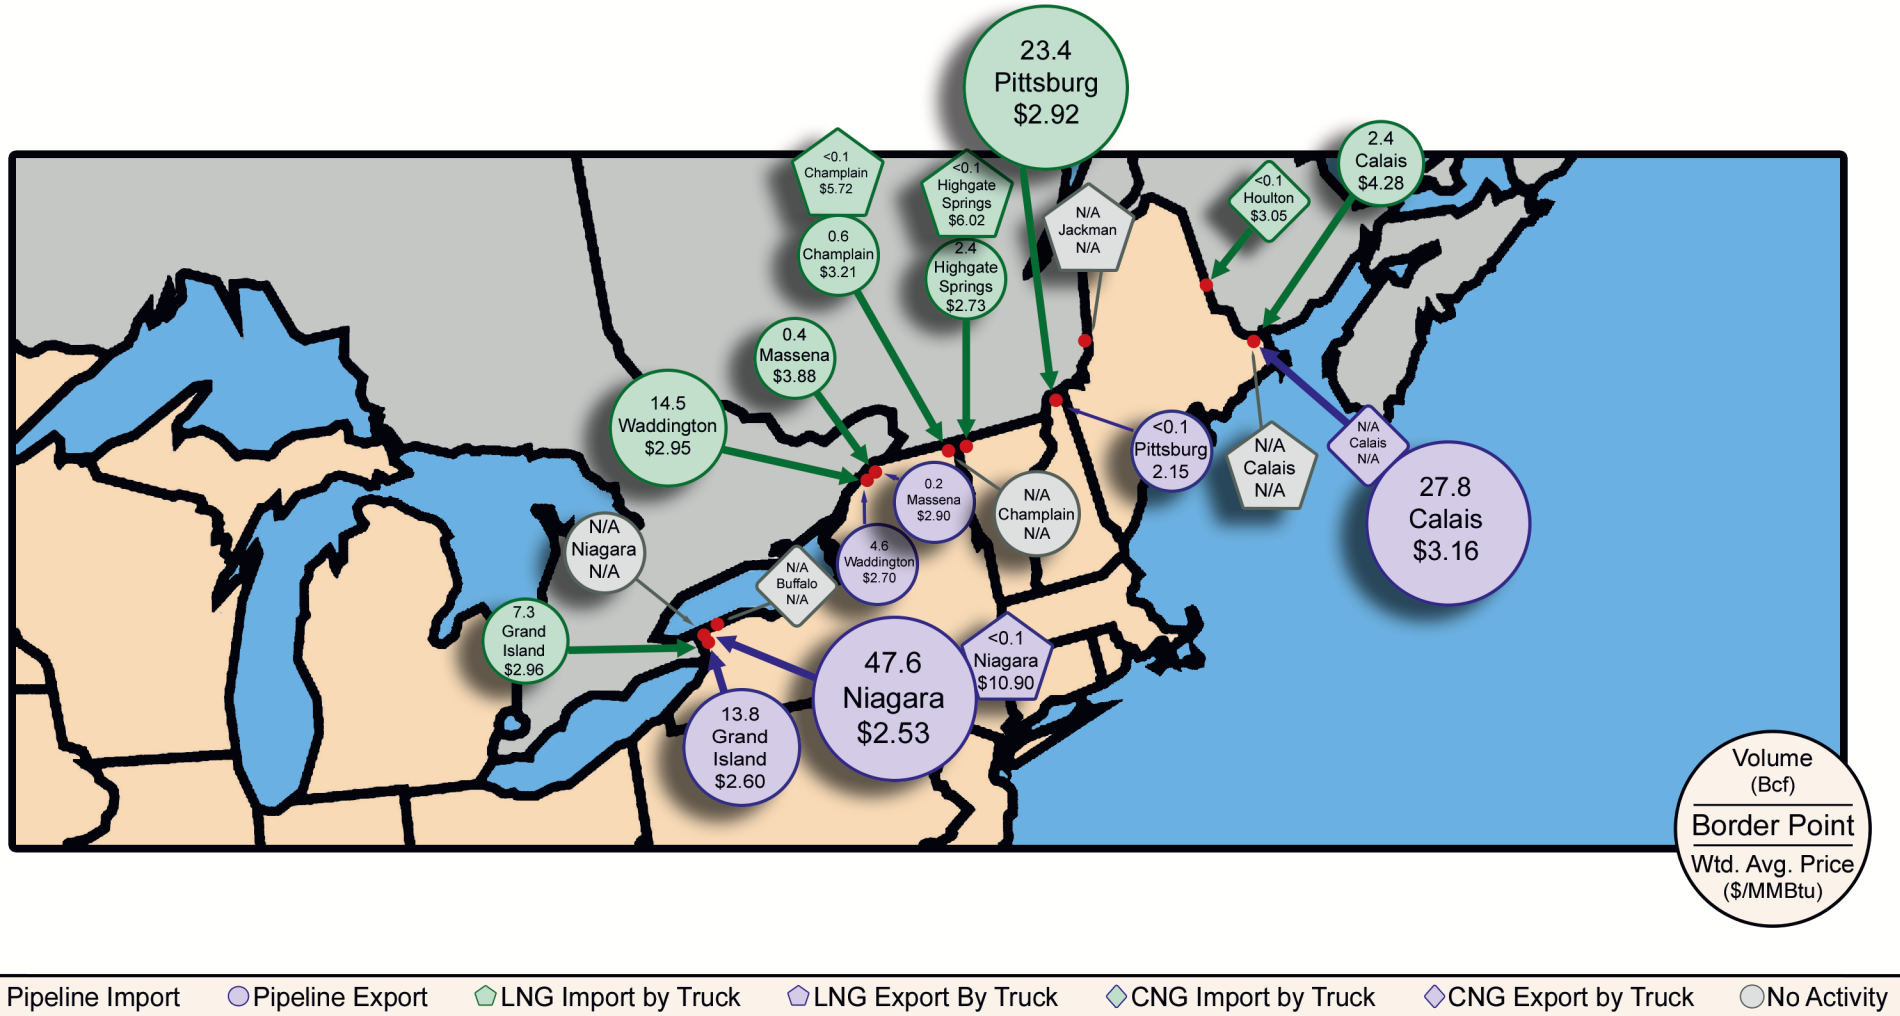 23.4
Pittsburg
$2.92
<0.1
Champlain
$5.72
0.6
Champlain
$3.21
<0.1
Highgate
Springs
$6.02
2.4
Highgate
Springs
$2.73
N/A
Jackman
N/A
<0.1
Houlton
$3.05
2.4
Calais
$4.28
0.4
Massena
$3.88
14.5
Waddington
$2.95
<0.1
Pittsburg
2.15
N/A
Calais
N/A
N/A
Calais
N/A
27.8
Calais
$3.16
0.2
Massena
$2.90
N/A
Champlain
N/A
4.6
Waddington
$2.70
N/A
Niagara
N/A
N/A
Buffalo
N/A
7.3
Grand
Island
$2.96
47.6
Niagara
$2.53
<0.1
Niagara
$10.90
13.8
Grand
Island
$2.60
Volume
(Bcf)
Border Point
Wtd. Avg. Price
($/MMBtu)
Pipeline Import
Pipeline Export
LNG Import by Truck
LNG Export By Truck
CNG Import by Truck
CNG Export by Truck
No Activity